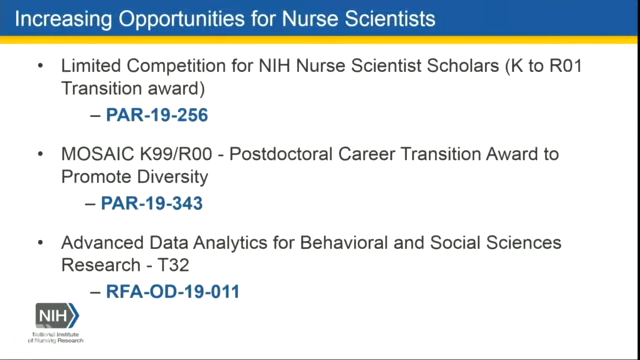 Increasing Opportunities for Nurse Scientists
• Limited Competition for NIH Nurse Scientist Scholars (K to R01
Transition award)
– PAR-19-256
• MOSAIC K99/R00 - Postdoctoral Career Transition Award to
Promote Diversity
– PAR-19-343
• Advanced Data Analytics for Behavioral and Social Sciences
Research - T32
– RFA-OD-19-011
NIH
National Institute
of Nursing Research